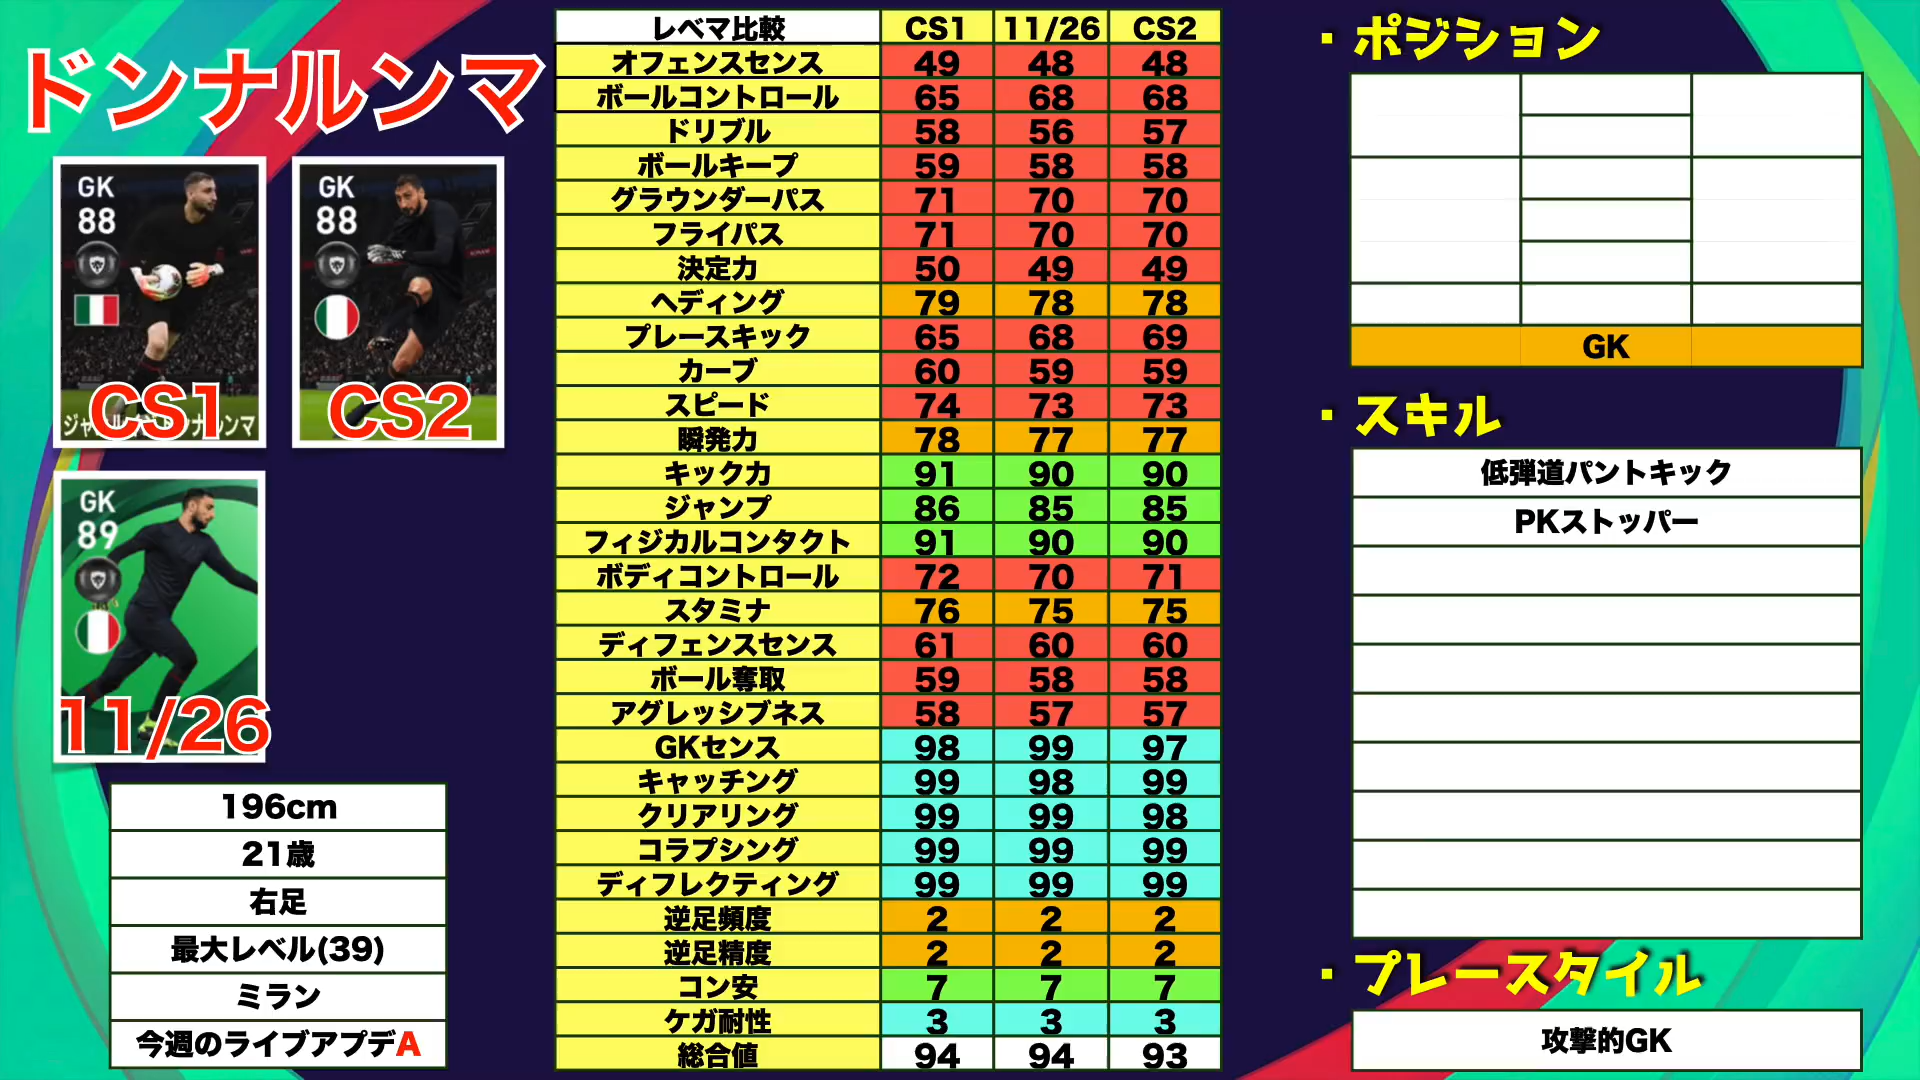 ドンナルンマ
GK
88
CS1
GK
88
CS2
GK
89
11/26
196cm
21歳
右足
最大レベル(39)
ミラン
今週のライブアプデA
レベマ比較 CS1 11/26 CS2
オフェンスセンス 49 48 48
ボールコントロール 65 68 68
ドリブル 58 56 57
ボールキープ 59 58 58
グラウンダーパス 71 70 70
フライパス 71 70 70
決定力 50 49 49
ヘディング 79 78 78
プレースキック 65 68 69
カーブ 60 59 59
スピード 74 73 73
瞬発力 78 77 77
キック力 91 90 90
ジャンプ 86 85 85
フィジカルコンタクト 91 90 90
ボディコントロール 72 70 71
スタミナ 76 75 75
ディフェンスセンス 61 60 60
ボール奪取 59 58 58
アグレッシブネス 58 57 57
GKセンス 98 99 97
キャッチング 99 98 99
クリアリング 99 99 98
コラプシング 99 99 99
ディフレクティング 99 99 99
逆足頻度 2 2 2
逆足精度 2 2 2
コン安 7 7 7
ケガ耐性 3 3 3
総合値 94 94 93
・ポジション
GK
・スキル
低弾道パントキック
PKストッパー
・プレースタイル
攻撃的GK